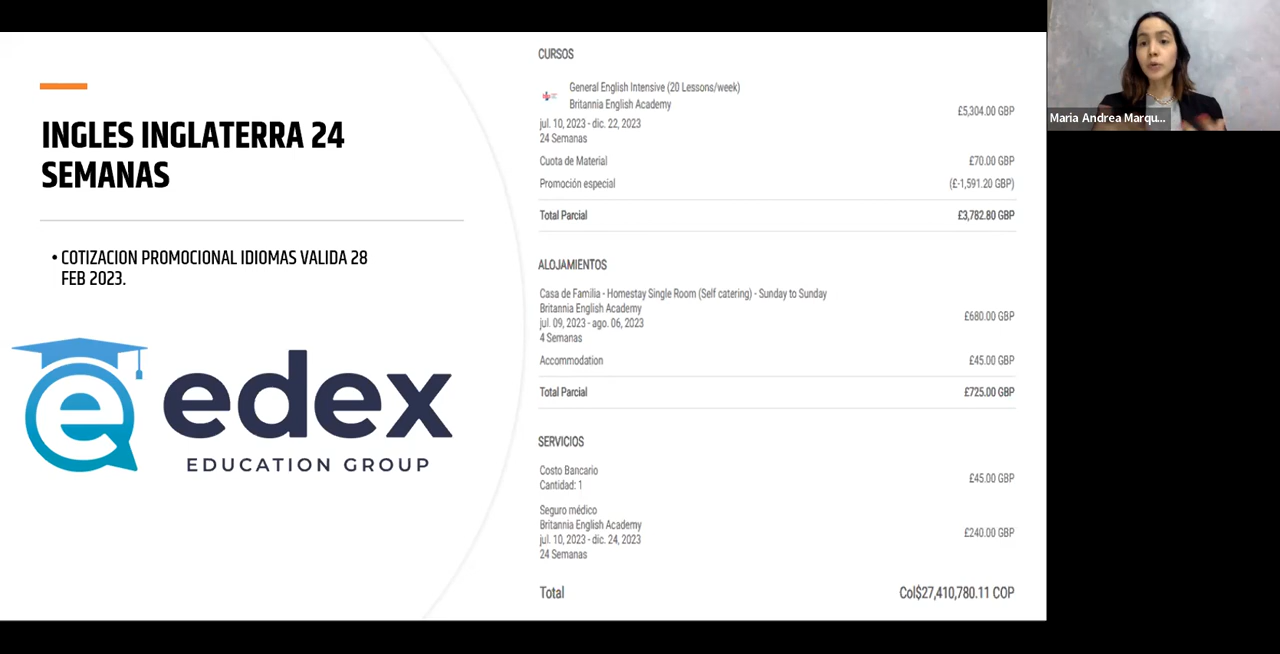 INGLES INGLATERRA 24
SEMANAS
• COTIZACION PROMOCIONAL IDIOMAS VALIDA 28
FEB 2023.
e edex
EDUCATION GROUP
CURSOS
General English Intensive (20 Lessons/week)
Britannia English Academy
£5,304.00 GBP
jul. 10, 2023 - dic. 22, 2023
24 Semanas
Cuota de Material £70.00 GBP
Promoción especial (£-1,591.20 GBP)
Total Parcial £3,782.80 GBP
ALOJAMIENTOS
Casa de Familia - Homestay Single Room (Self catering) - Sunday to Sunday
Britannia English Academy
£680.00 GBP
jul. 09, 2023 - ago. 06, 2023
4 Semanas
Accommodation £45.00 GBP
Total Parcial £725.00 GBP
SERVICIOS
Costo Bancario
£45.00 GBP
Cantidad: 1
Seguro médico
Britannia English Academy
£240.00 GBP
jul. 10, 2023 - dic. 24, 2023
24 Semanas
Total Col$27,410,780.11 COP
Maria Andrea Marqu...